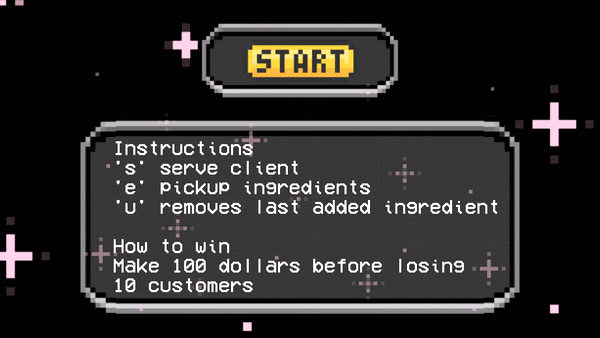 START
Instructions
's' serve client
'e' pickup ingredients
'u' removes last added ingredient
How to win
Make 100 dollars before losing
10 customers